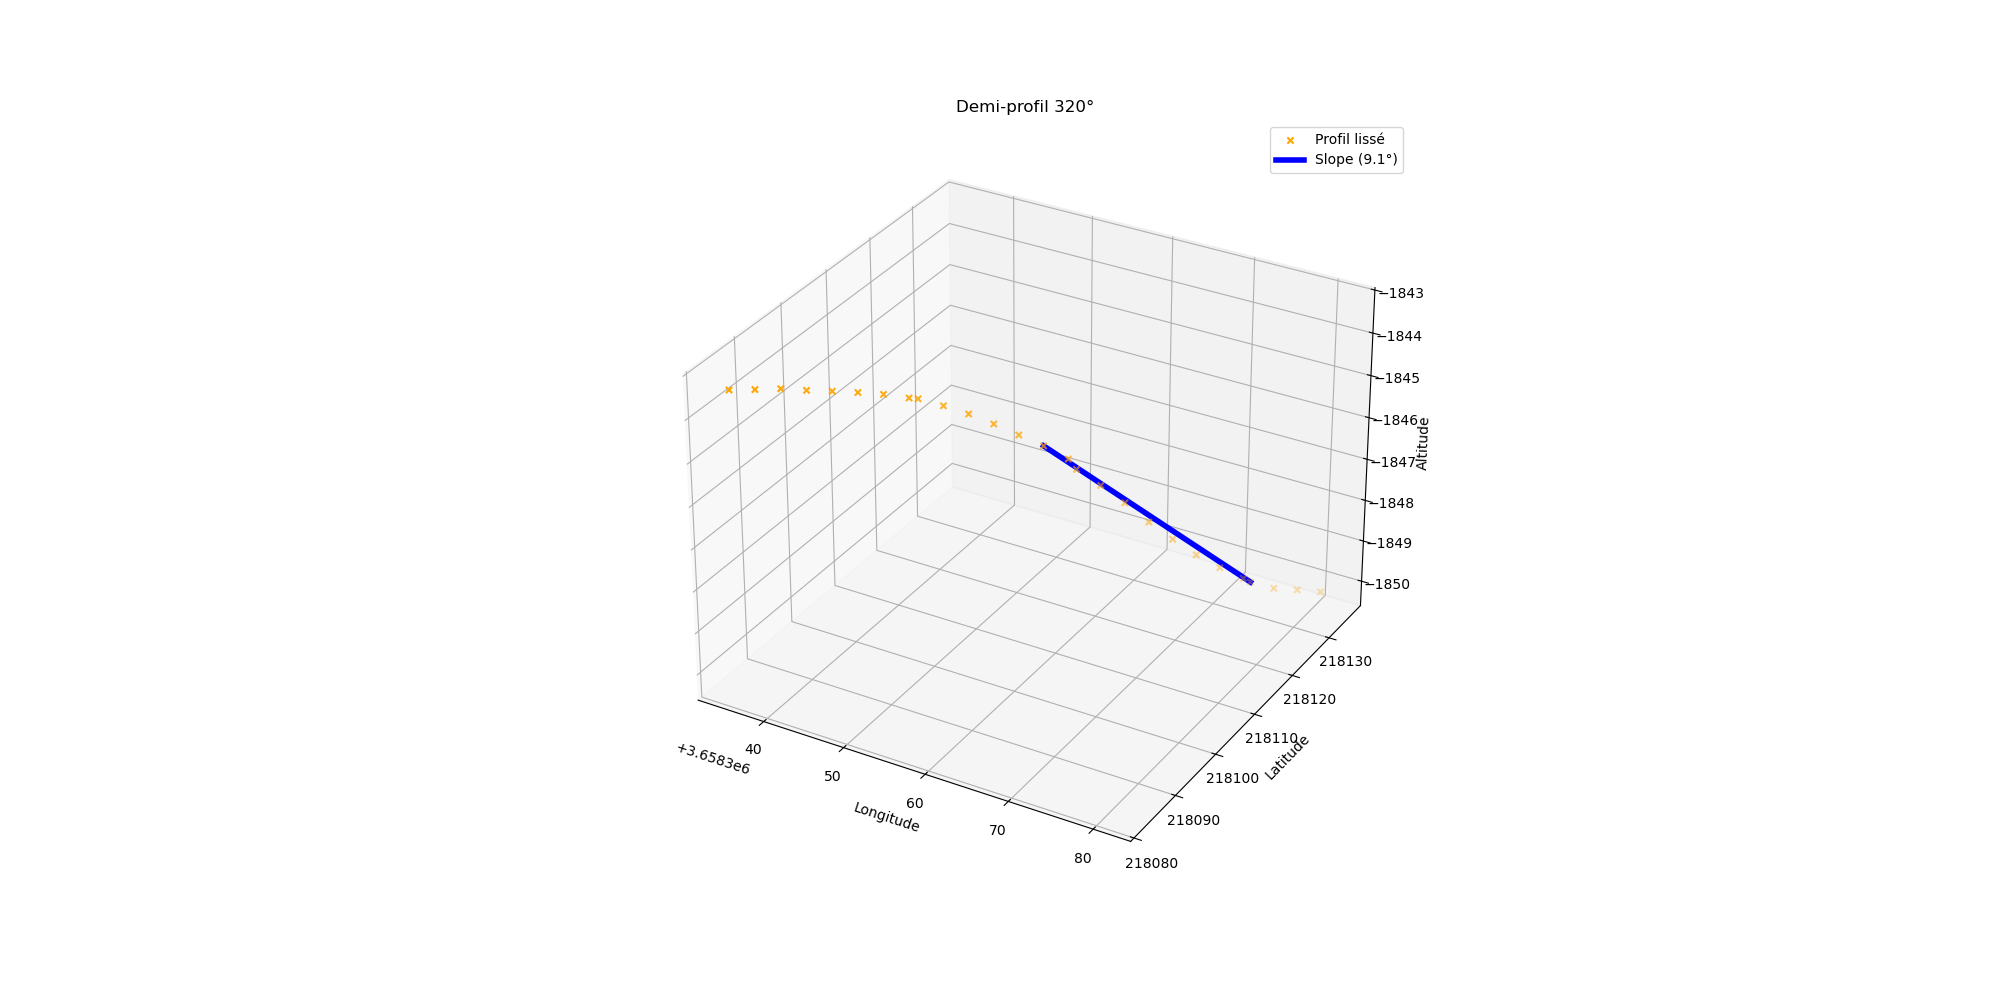 Demi-profil 320°
Profil lissé
Slope (9.1°)
−1843
−1844
−1845
−1846
−1847
−1848
−1849
−1850
Altitude
218130
218120
218110
218100
218090
218080
Latitude
40
50
60
70
80
+3.6583e6
Longitude